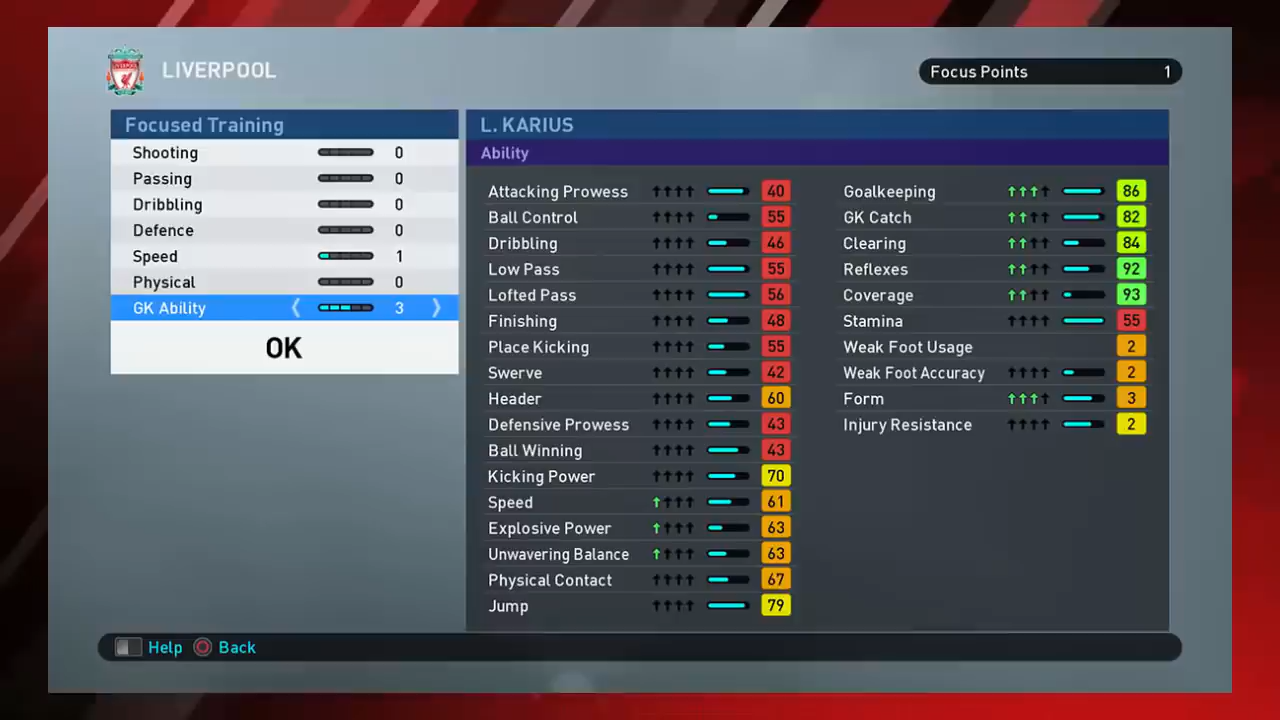 LIVERPOOL
Focus Points 1
Focused Training
Shooting 0
Passing 0
Dribbling 0
Defence 0
Speed 1
Physical 0
GK Ability 3
OK
L. KARIUS
Ability
Attacking Prowess 40
Ball Control 55
Dribbling 46
Low Pass 55
Lofted Pass 56
Finishing 48
Place Kicking 55
Swerve 42
Header 60
Defensive Prowess 43
Ball Winning 43
Kicking Power 70
Speed 61
Explosive Power 63
Unwavering Balance 63
Physical Contact 67
Jump 79
Goalkeeping 86
GK Catch 82
Clearing 84
Reflexes 92
Coverage 93
Stamina 55
Weak Foot Usage 2
Weak Foot Accuracy 2
Form 3
Injury Resistance 2
Help Back